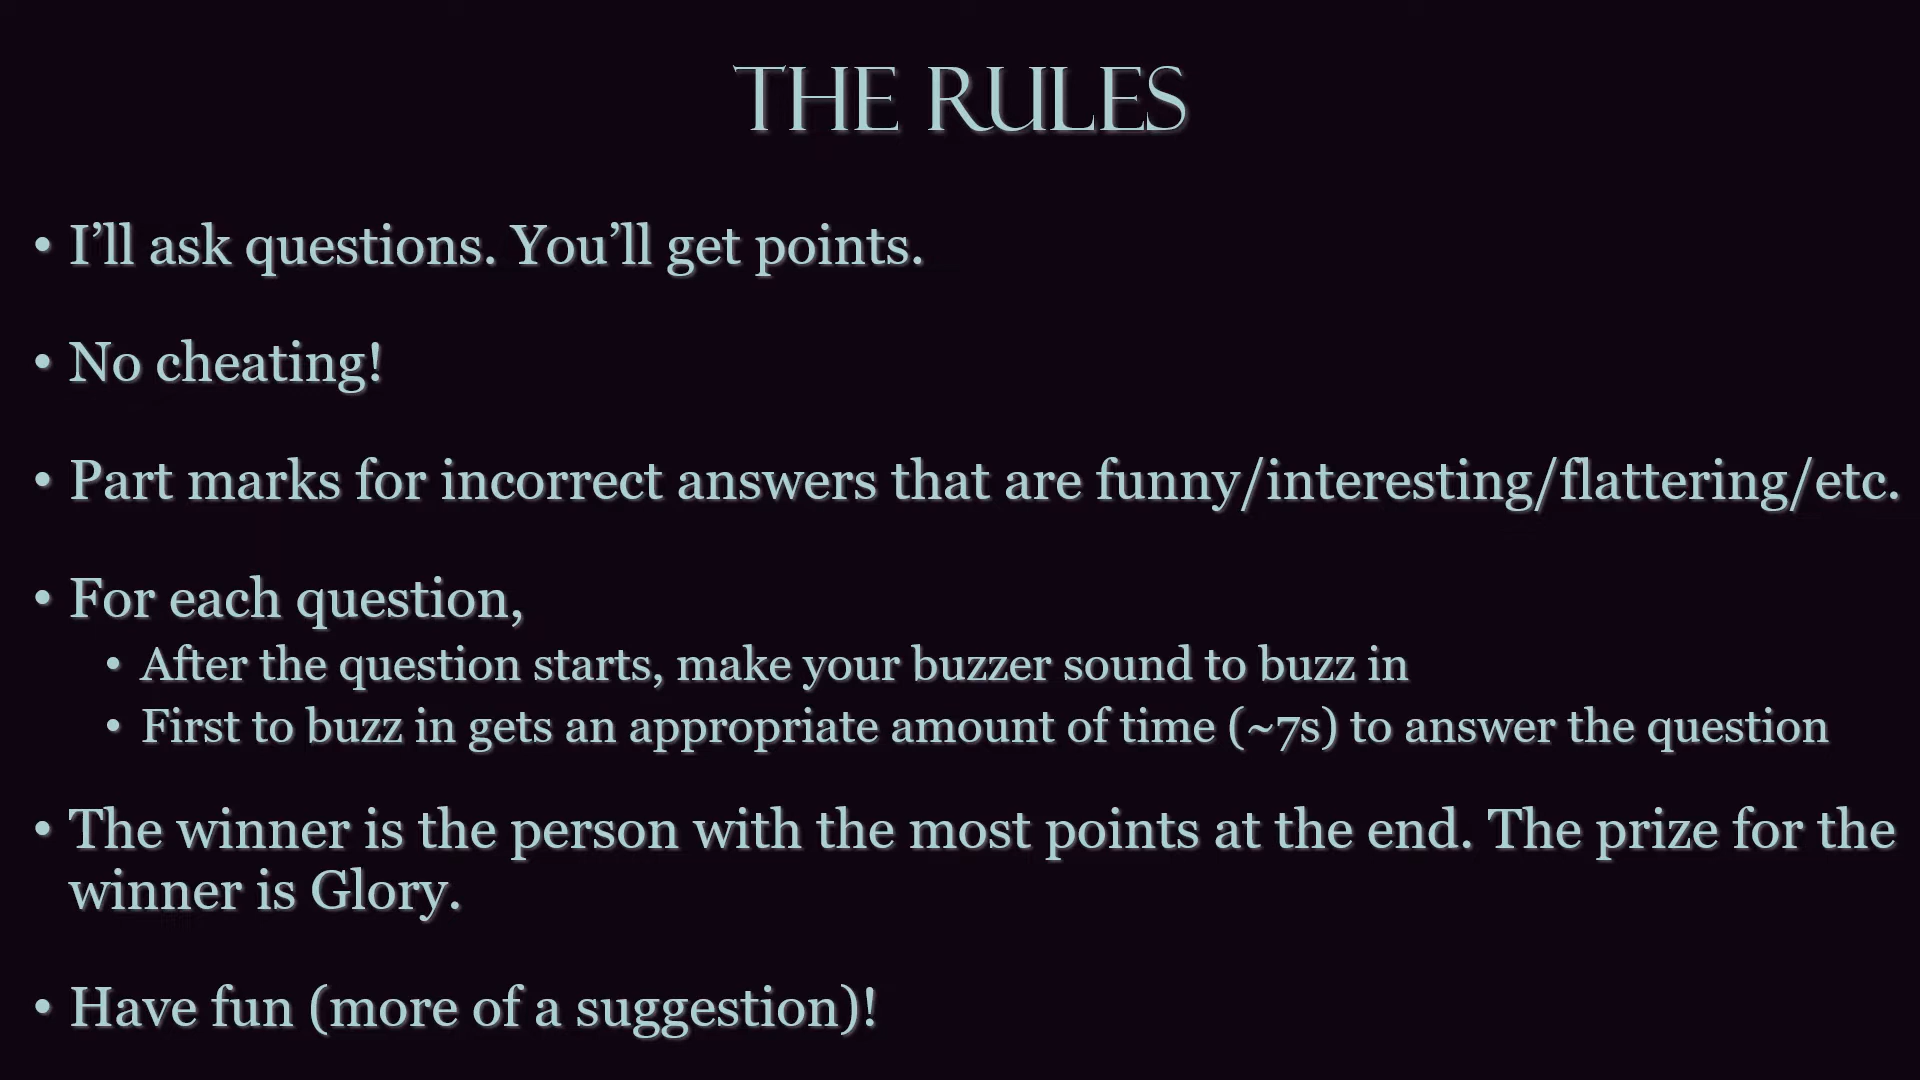 THE RULES
• I’ll ask questions. You’ll get points.
• No cheating!
• Part marks for incorrect answers that are funny/interesting/flattering/etc.
• For each question,
• After the question starts, make your buzzer sound to buzz in
• First to buzz in gets an appropriate amount of time (~7s) to answer the question
• The winner is the person with the most points at the end. The prize for the
winner is Glory.
• Have fun (more of a suggestion)!